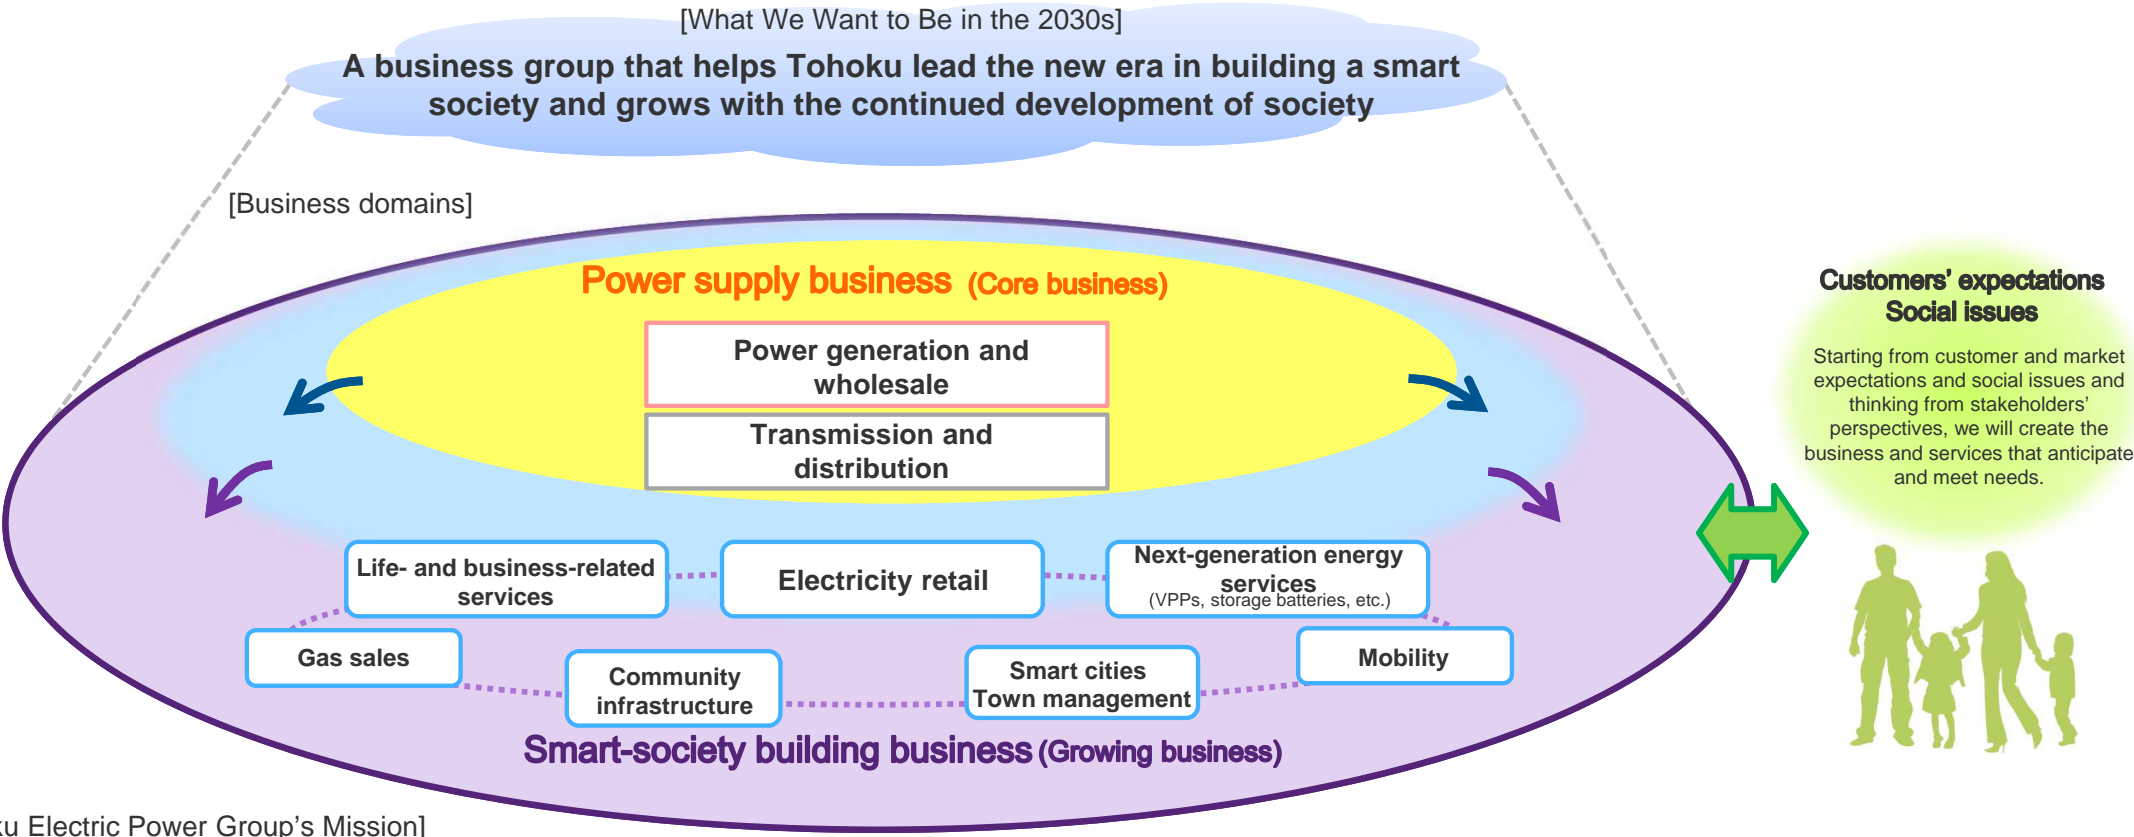 [What We Want to Be in the 2030s]
A business group that helps Tohoku lead the new era in building a smart
society and grows with the continued development of society
[Business domains]
Power supply business (Core business)
Power generation and
wholesale
Transmission and
distribution
Customers’ expectations
Social issues
Starting from customer and market
expectations and social issues and
thinking from stakeholders’
perspectives, we will create the
business and services that anticipate
and meet needs.
Life- and business-related
services
Electricity retail
Next-generation energy
services
(VPPs, storage batteries, etc.)
Gas sales
Community
infrastructure
Smart cities
Town management
Mobility
Smart-society building business (Growing business)
Electric Power Group’s Mission]